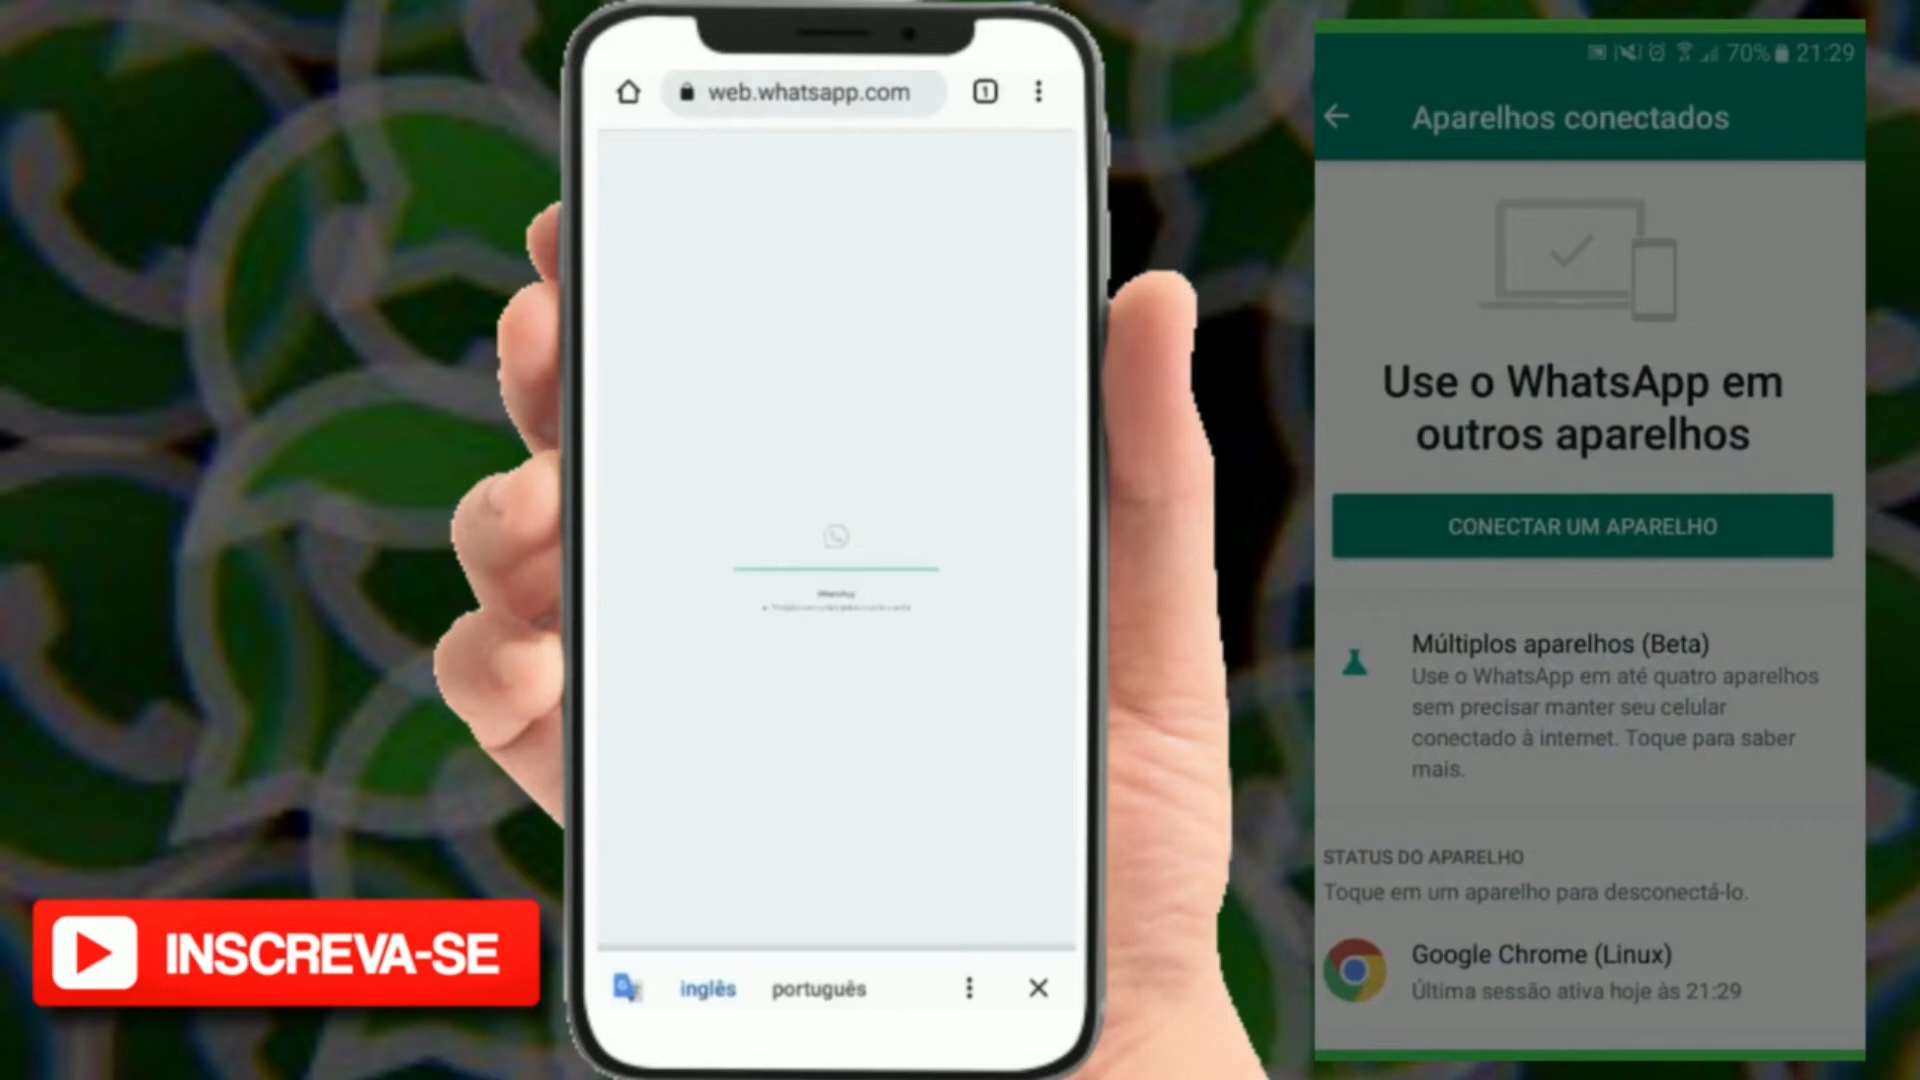 web.whatsapp.com
1
inglês português
INSCREVA-SE
70% 21:29
Aparelhos conectados
Use o WhatsApp em
outros aparelhos
CONECTAR UM APARELHO
Múltiplos aparelhos (Beta)
Use o WhatsApp em até quatro aparelhos
sem precisar manter seu celular
conectado à internet. Toque para saber
mais.
STATUS DO APARELHO
Toque em um aparelho para desconectá-lo.
Google Chrome (Linux)
Última sessão ativa hoje às 21:29